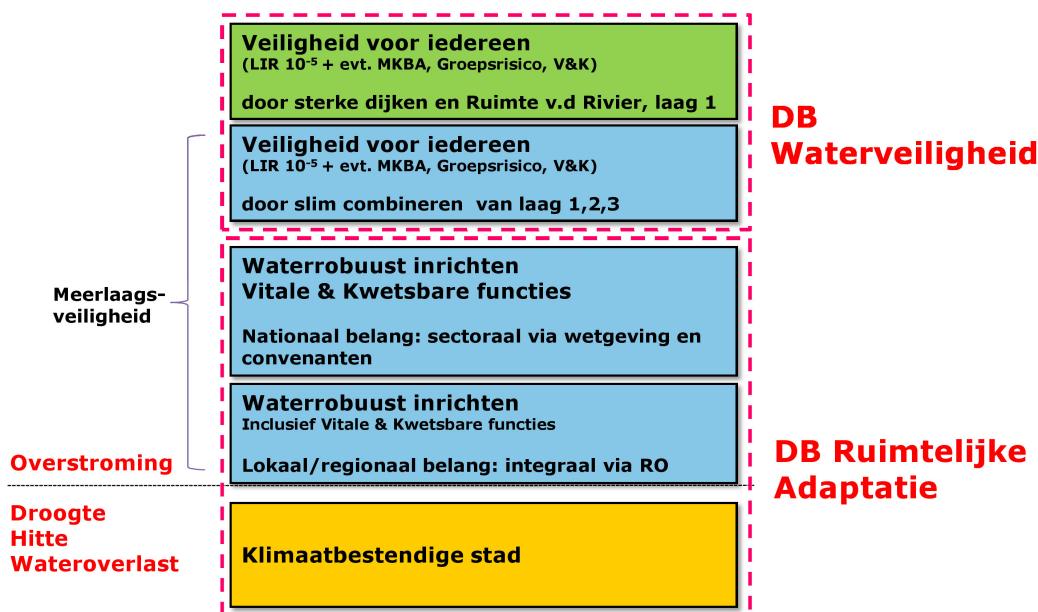 Veiligheid voor iedereen
(LIR 10⁻⁵ + evt. MKBA, Groepsrisico, V&K)
door sterke dijken en Ruimte v.d Rivier, laag 1
Veiligheid voor iedereen
(LIR 10⁻⁵ + evt. MKBA, Groepsrisico, V&K)
door slim combineren van laag 1,2,3
DB
Waterveiligheid
Meerlaags-
veiligheid
Waterrobuust inrichten
Vitale & Kwetsbare functies
Nationaal belang: sectoraal via wetgeving en
convenanten
Waterrobuust inrichten
Inclusief Vitale & Kwetsbare functies
Lokaal/regionaal belang: integraal via RO
DB Ruimtelijke
Adaptatie
Overstroming
Droogte
Hitte
Wateroverlast
Klimaatbestendige stad